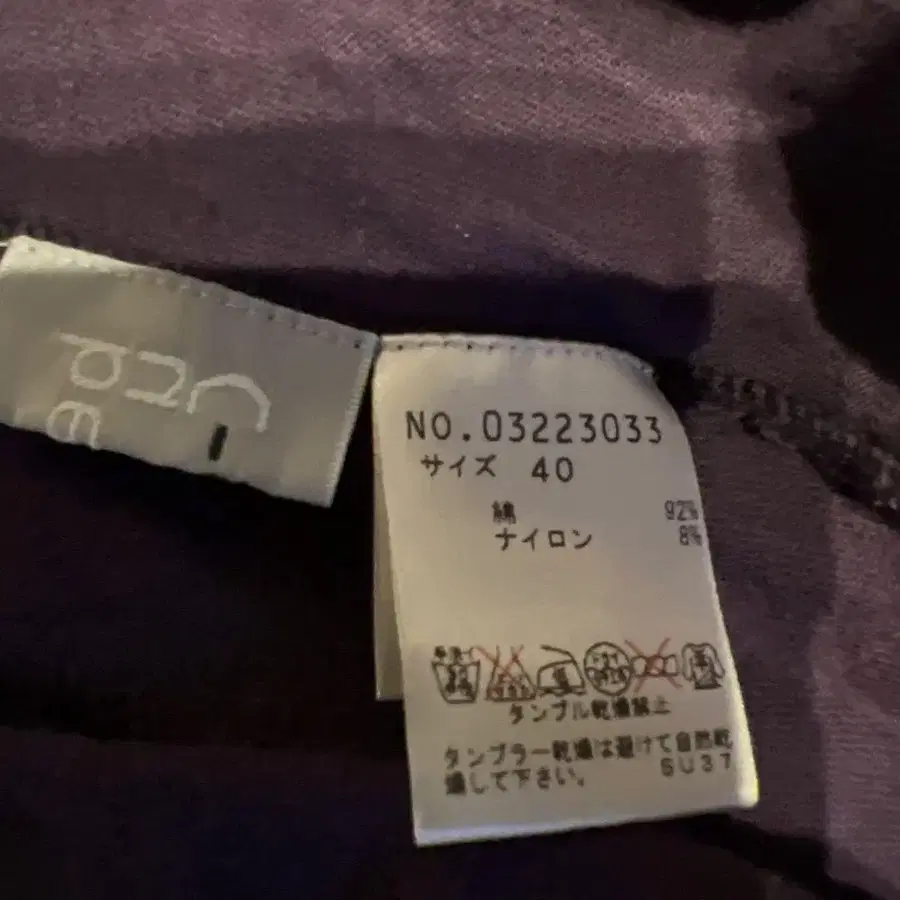 NO.03223033
サイズ 40
綿 92%
ナイロン 8%
タンブル乾燥禁止
タンブラー乾燥は避けて自然乾
燥して下さい。 SU37